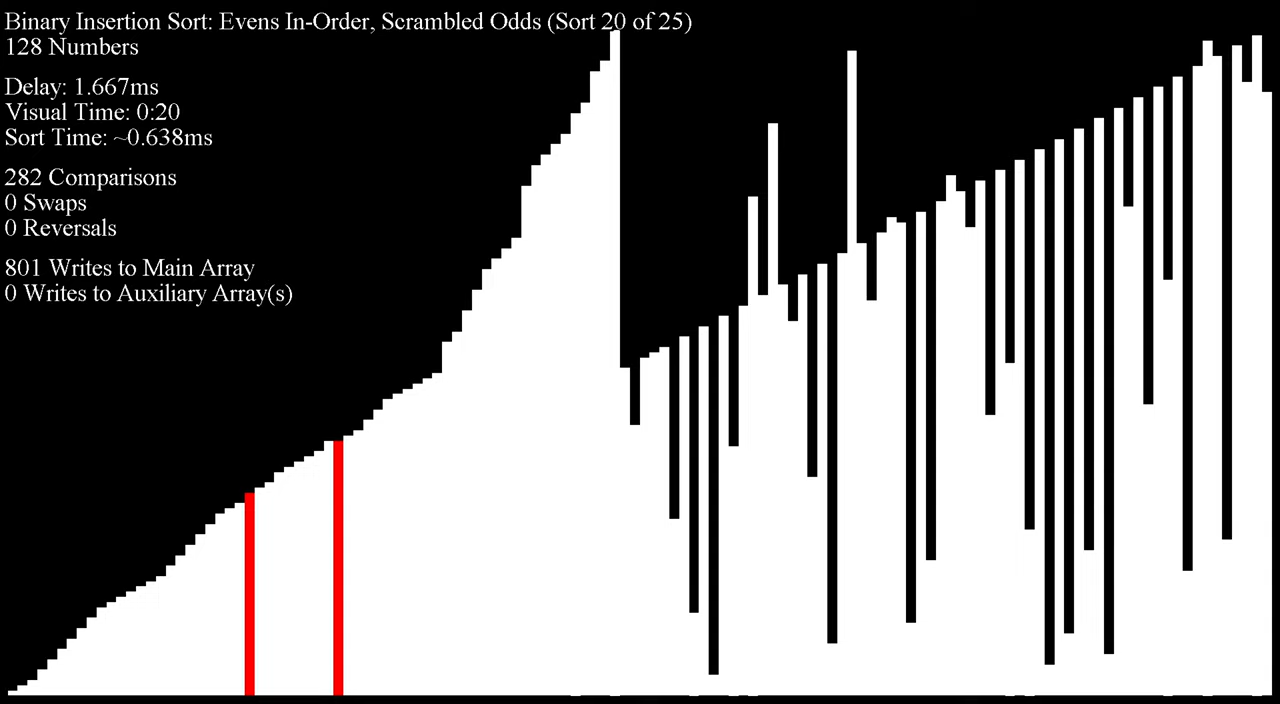 Binary Insertion Sort: Evens In-Order, Scrambled Odds (Sort 20 of 25)
128 Numbers
Delay: 1.667ms
Visual Time: 0:20
Sort Time: ~0.638ms
282 Comparisons
0 Swaps
0 Reversals
801 Writes to Main Array
0 Writes to Auxiliary Array(s)